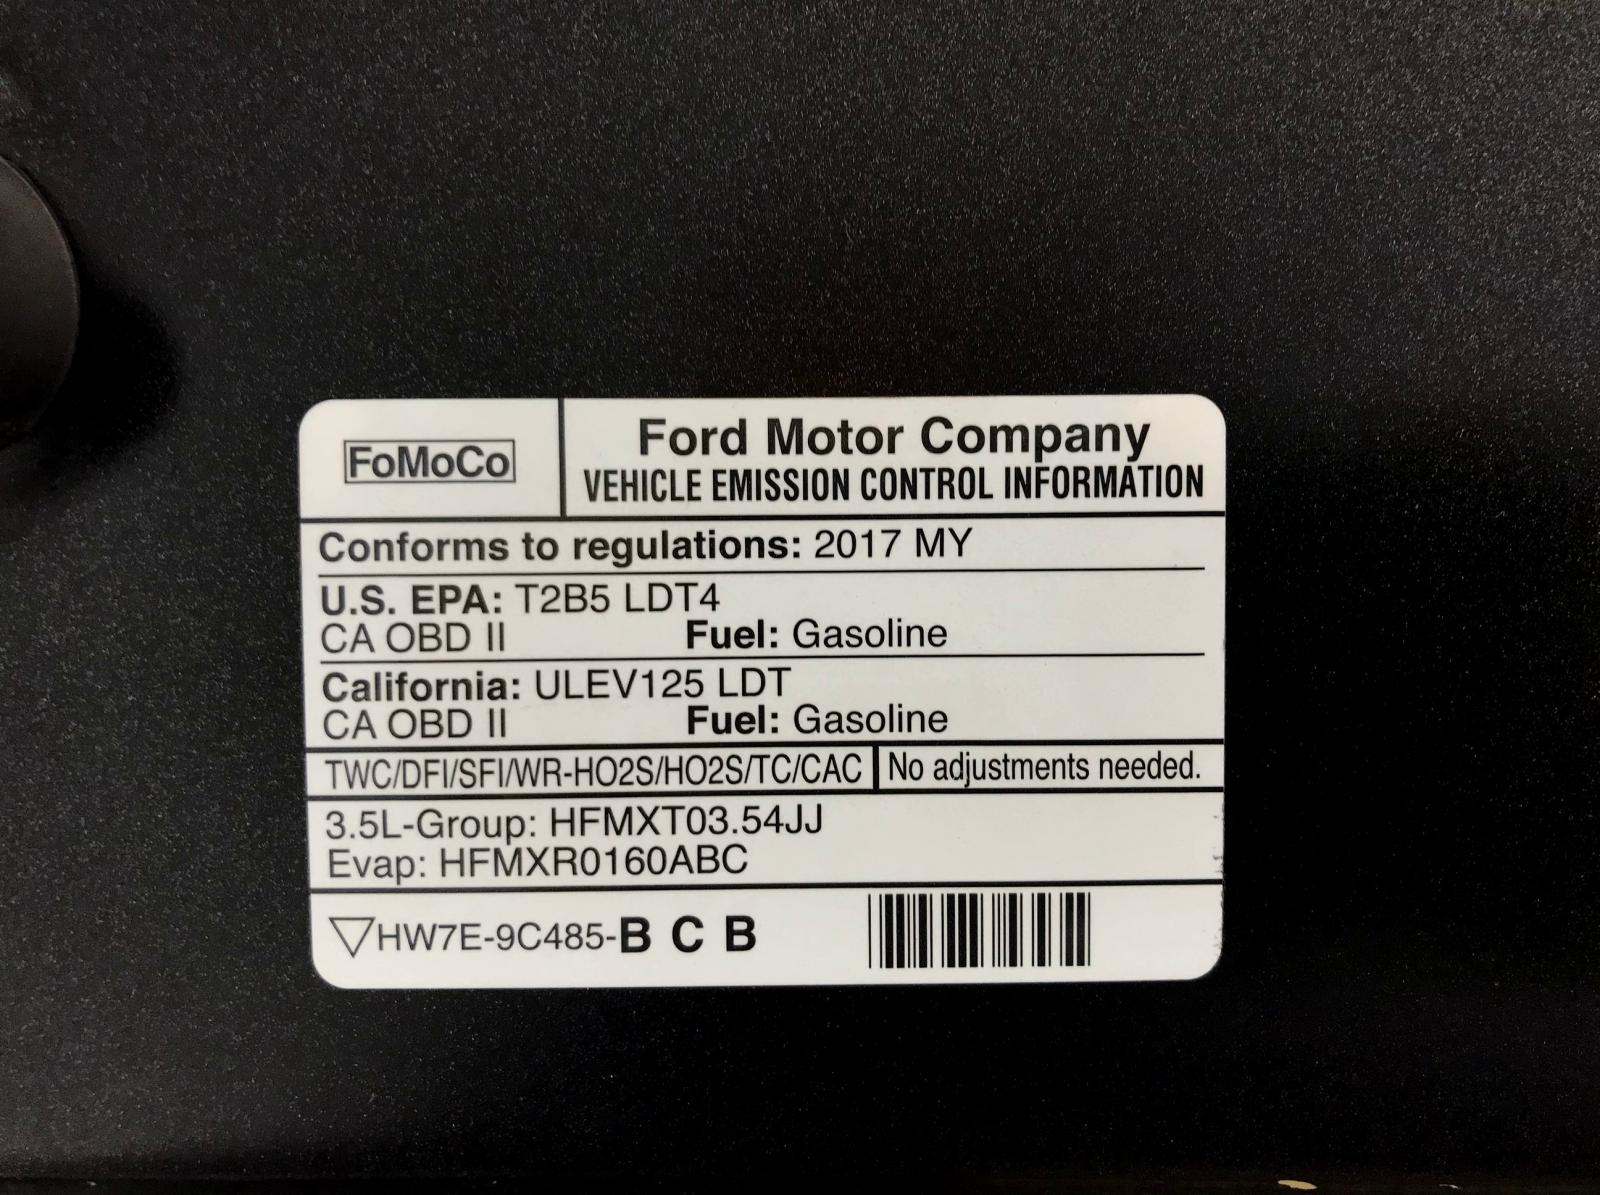 FoMoCo
Ford Motor Company
VEHICLE EMISSION CONTROL INFORMATION
Conforms to regulations: 2017 MY
U.S. EPA: T2B5 LDT4
CA OBD II Fuel: Gasoline
California: ULEV125 LDT
CA OBD II Fuel: Gasoline
TWC/DFI/SFI/WR-HO2S/HO2S/TC/CAC No adjustments needed.
3.5L-Group: HFMXT03.54JJ
Evap: HFMXR0160ABC
HW7E-9C485-B C B